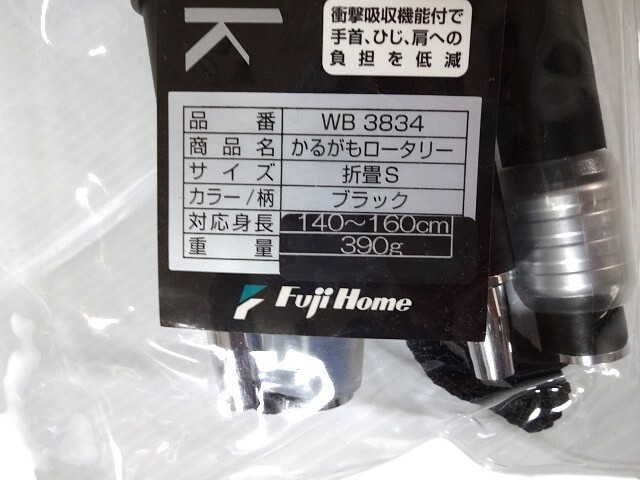 K
衝撃吸収機能付で
手首、ひじ、肩への
負担を低減
品番 WB 3834
商品名 かるがもロータリー
サイズ 折畳S
カラー/柄 ブラック
対応身長 140〜160cm
重量 390g
Fuji Home